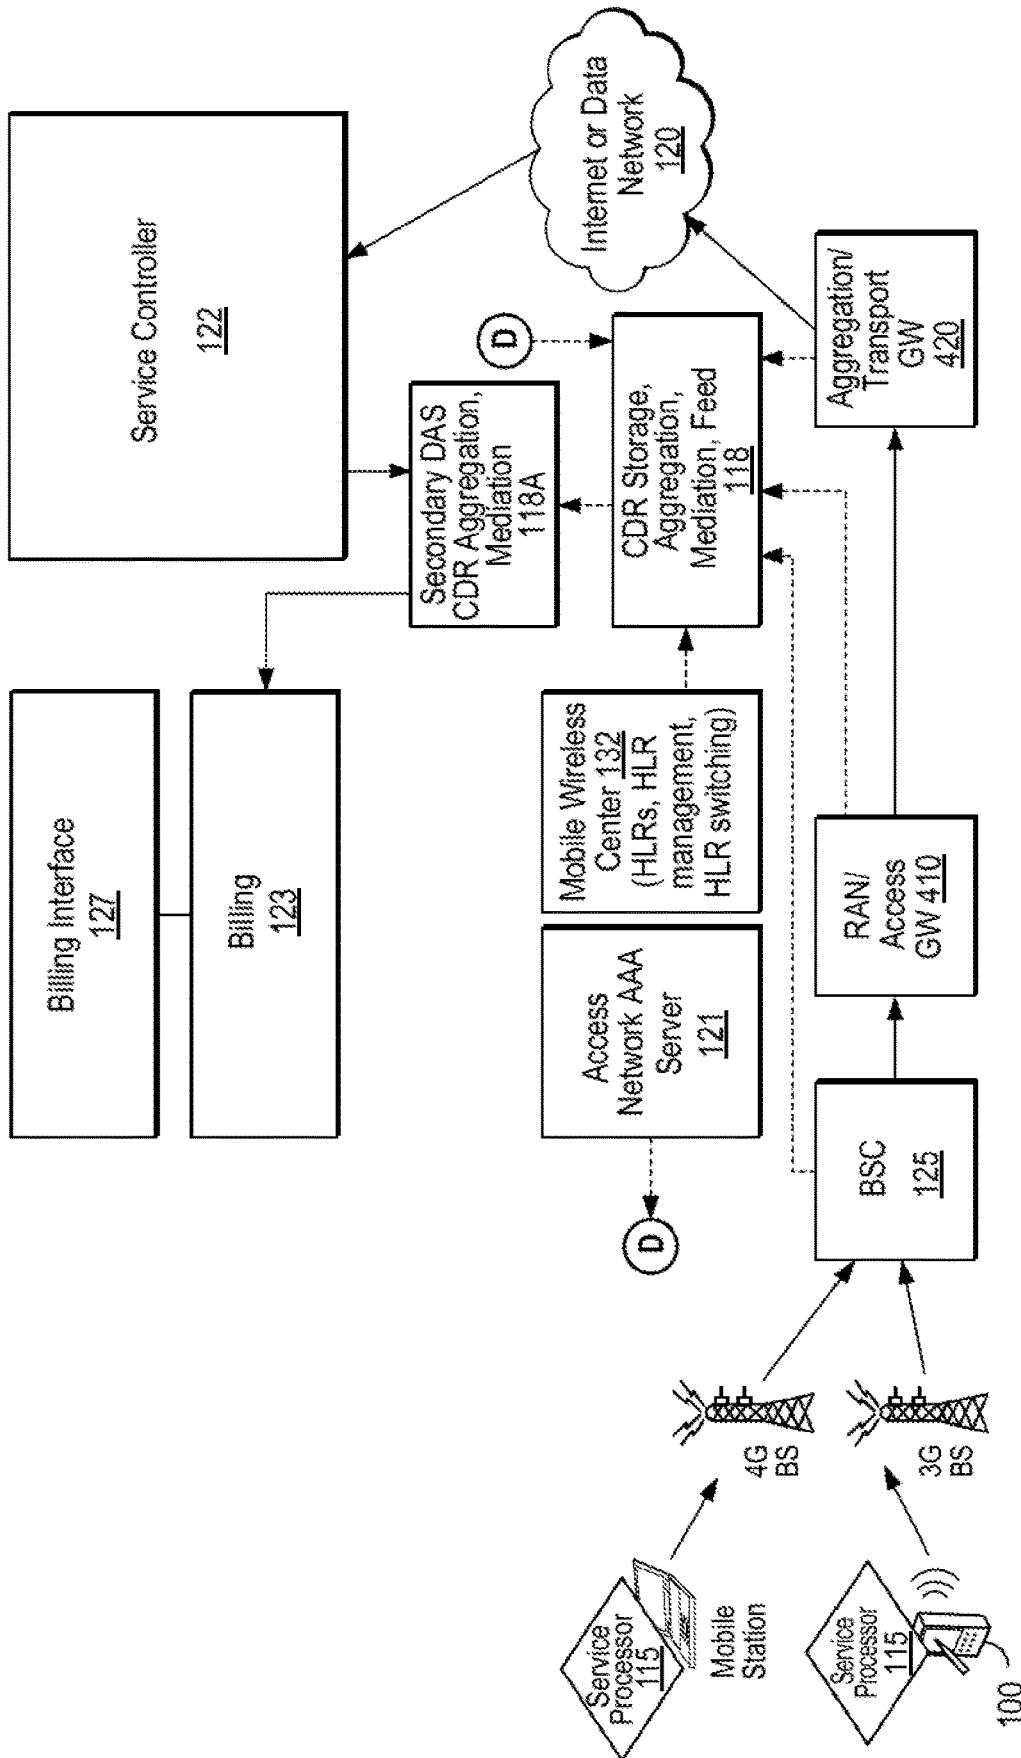 Billing Interface
127
Billing
123
Service Controller
122
Secondary DAS
CDR Aggregation,
Mediation
118A
D
Internet or Data
Network
120
Access
Network AAA
Server
121
Mobile Wireless
Center 132
(HLRs, HLR
management,
HLR switching)
CDR Storage,
Aggregation,
Mediation, Feed
118
D
Service
Processor
115
Mobile
Station
4G
BS
Service
Processor
115
100
3G
BS
BSC
125
RAN/
Access
GW 410
Aggregation/
Transport
GW
420